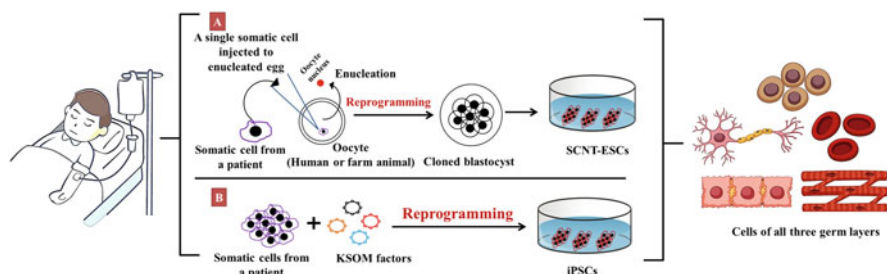 A
A single somatic cell
injected to
enucleated egg
Oocyte
nucleus
Enucleation
Reprogramming
Somatic cell from
a patient
Oocyte
(Human or farm animal)
Cloned blastocyst
SCNT-ESCs
B
Reprogramming
Somatic cells from
a patient
KSOM factors
iPSCs
Cells of all three germ layers